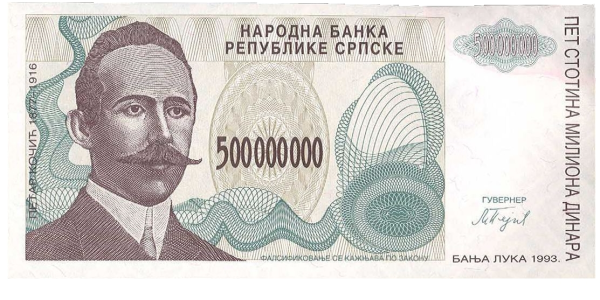 НАРОДНА БАНКА
РЕПУБЛИКЕ СРПСКЕ
500000000
ПЕТ СТОТИНА МИЛИОНА ДИНАРА
ПЕТАР КОЧИЋ 1877-1916
500000000
ГУВЕРНЕР
ФАЛСИФИКОВАЊЕ СЕ КАЖЊАВА ПО ЗАКОНУ
БАЊА ЛУКА 1993.